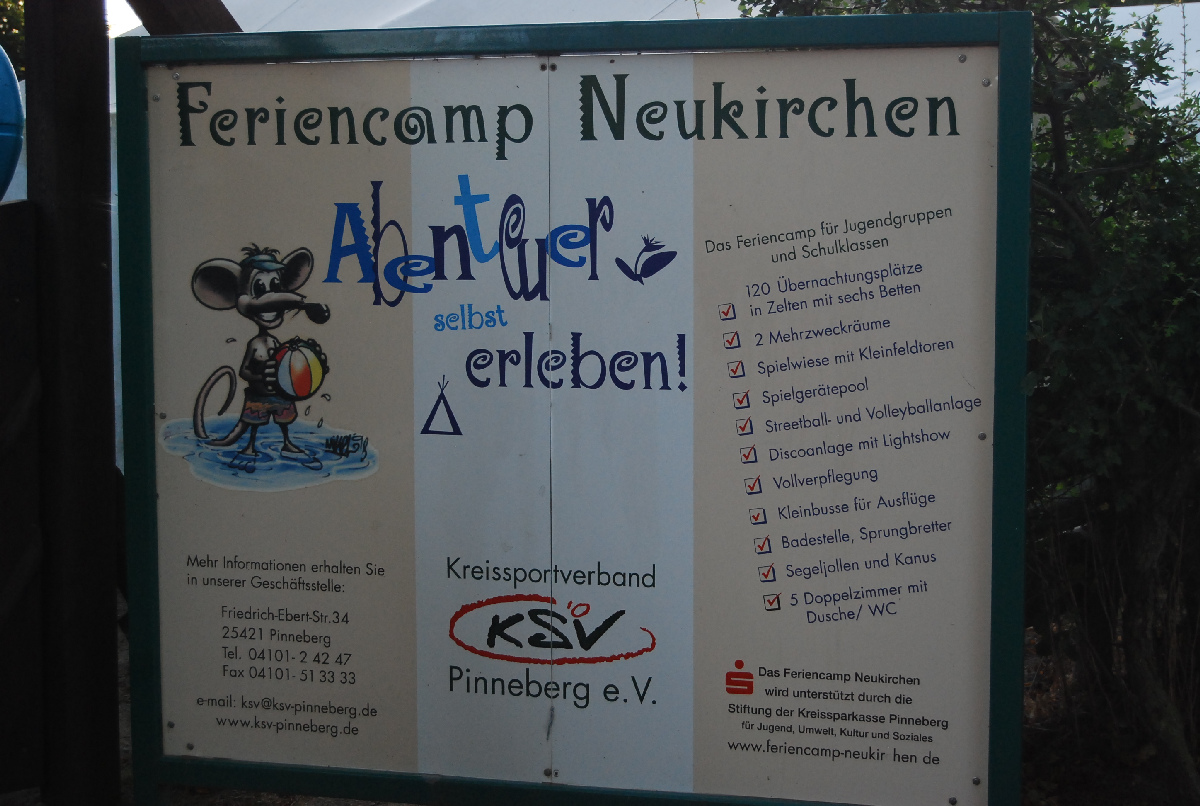 Feriencamp Neukirchen
Abenteuer
selbst
erleben!
Das Feriencamp für Jugendgruppen
und Schulklassen
120 Übernachtungsplätze
in Zelten mit sechs Betten
2 Mehrzweckräume
Spielwiese mit Kleinfeldtoren
Spielgerätepool
Streetball- und Volleyballanlage
Discoanlage mit Lightshow
Vollverpflegung
Kleinbusse für Ausflüge
Badestelle, Sprungbretter
Segeljollen und Kanus
5 Doppelzimmer mit
Dusche/ WC
Mehr Informationen erhalten Sie
in unserer Geschäftsstelle:
Friedrich-Ebert-Str.34
25421 Pinneberg
Tel. 04101- 2 42 47
Fax 04101- 51 33 33
e-mail: ksv@ksv-pinneberg.de
www.ksv-pinneberg.de
Kreissportverband
KSV
Pinneberg e.V.
Das Feriencamp Neukirchen
wird unterstützt durch die
Stiftung der Kreissparkasse Pinneberg
für Jugend, Umwelt, Kultur und Soziales
www.feriencamp-neukir hen de